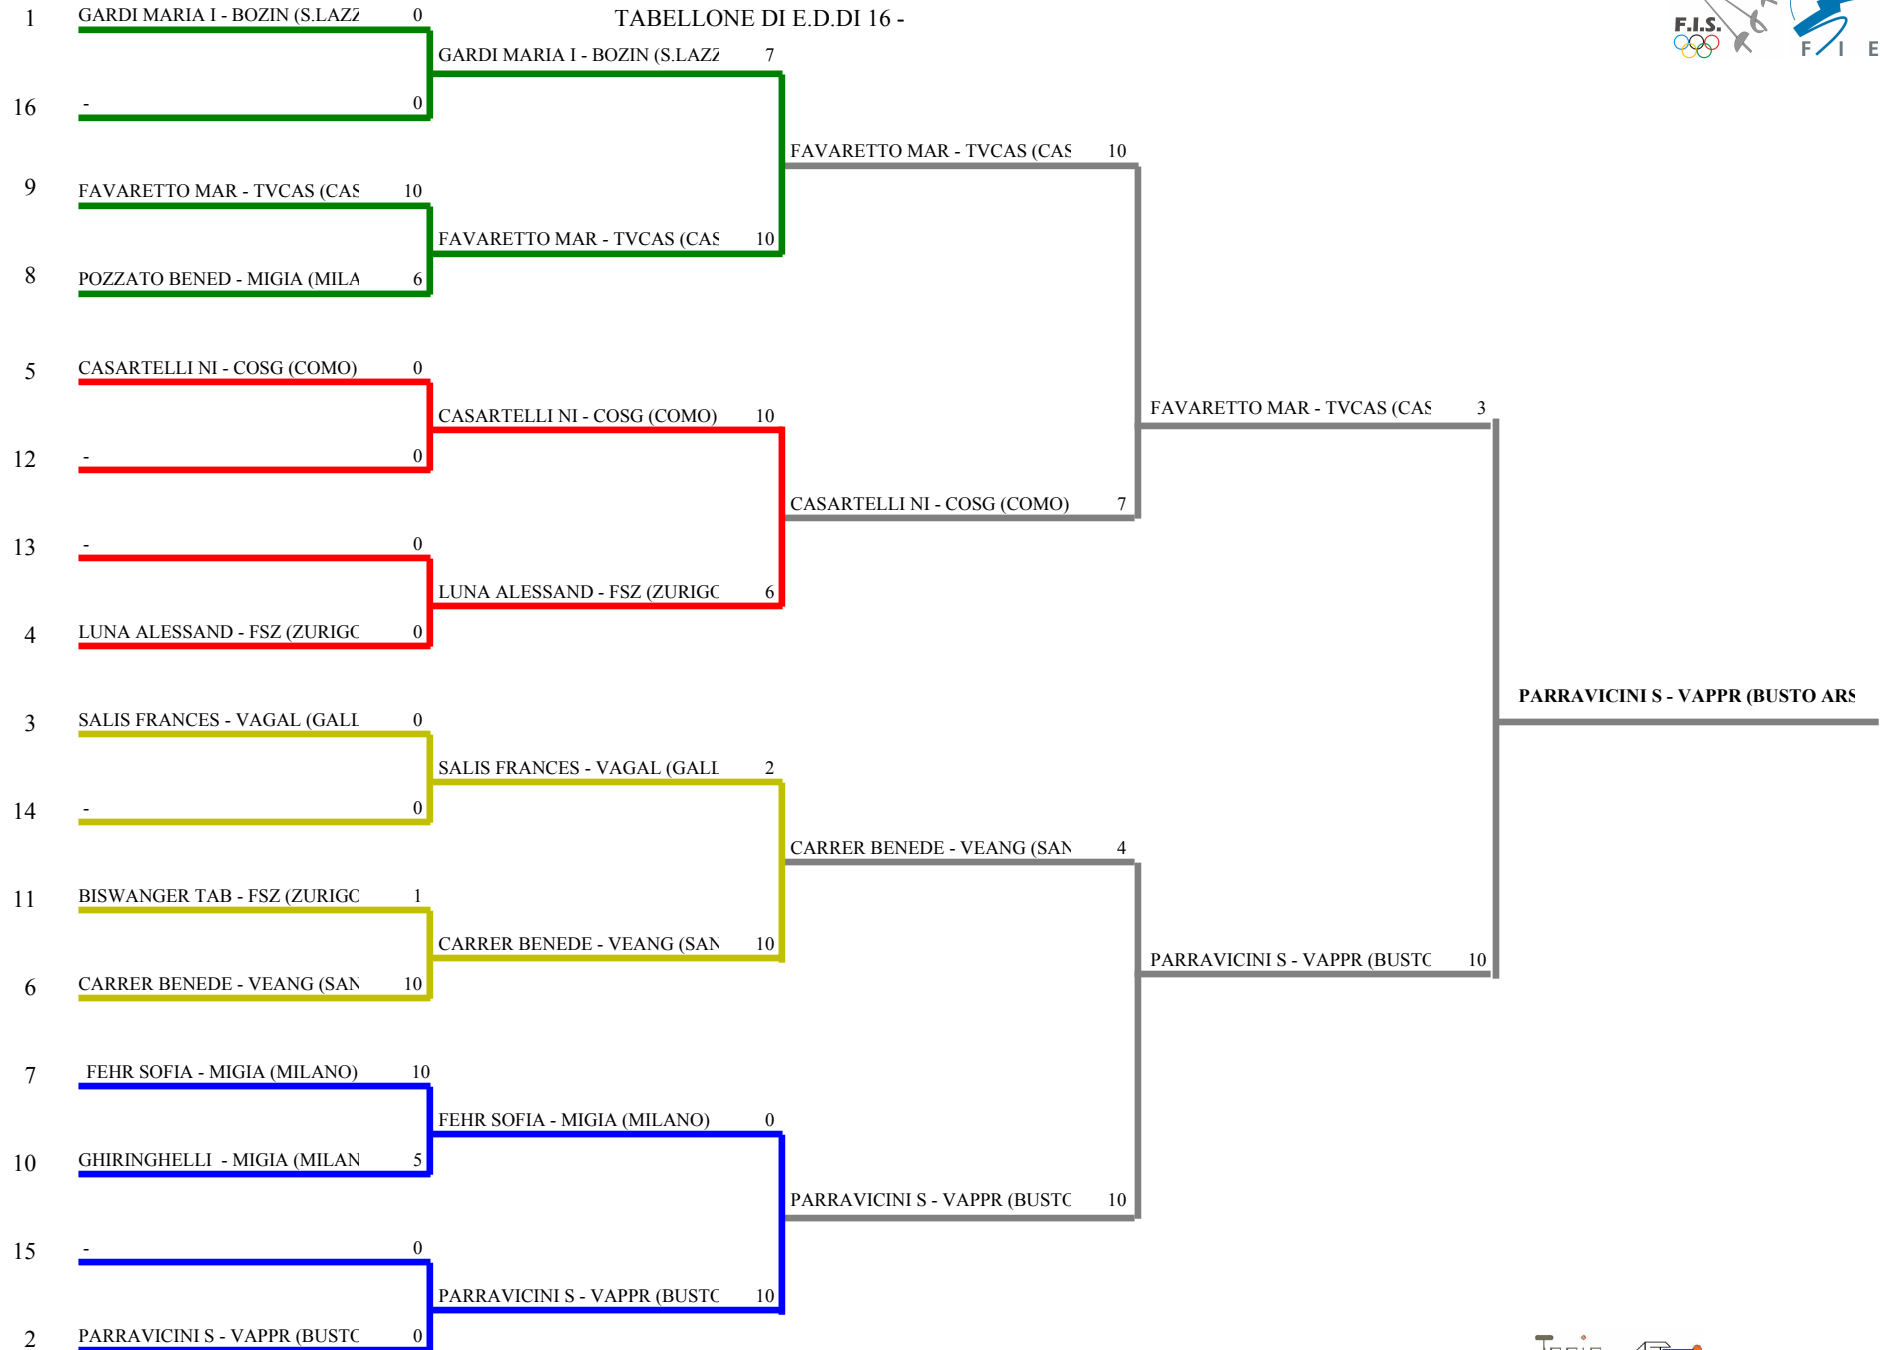 TABELLONE DI E.D.DI 16 -
F.I.S.
F I E
1 GARDI MARIA I - BOZIN (S.LAZZ 0
GARDI MARIA I - BOZIN (S.LAZZ 7
16 - 0
FAVARETTO MAR - TVCAS (CAS 10
9 FAVARETTO MAR - TVCAS (CAS 10
FAVARETTO MAR - TVCAS (CAS 10
8 POZZATO BENED - MIGIA (MILA 6
5 CASARTELLI NI - COSG (COMO) 0
FAVARETTO MAR - TVCAS (CAS 3
CASARTELLI NI - COSG (COMO) 10
12 - 0
CASARTELLI NI - COSG (COMO) 7
13 - 0
LUNA ALESSAND - FSZ (ZURIGO 6
4 LUNA ALESSAND - FSZ (ZURIGO 0
PARRAVICINI S - VAPPR (BUSTO ARS
3 SALIS FRANCES - VAGAL (GALL 0
SALIS FRANCES - VAGAL (GALL 2
14 - 0
CARRER BENEDE - VEANG (SAN 4
11 BISWANGER TAB - FSZ (ZURIGO 1
CARRER BENEDE - VEANG (SAN 10
PARRAVICINI S - VAPPR (BUSTO 10
6 CARRER BENEDE - VEANG (SAN 10
7 FEHR SOFIA - MIGIA (MILANO) 10
FEHR SOFIA - MIGIA (MILANO) 0
10 GHIRINGHELLI - MIGIA (MILAN 5
PARRAVICINI S - VAPPR (BUSTO 10
15 - 0
PARRAVICINI S - VAPPR (BUSTO 10
2 PARRAVICINI S - VAPPR (BUSTO 0